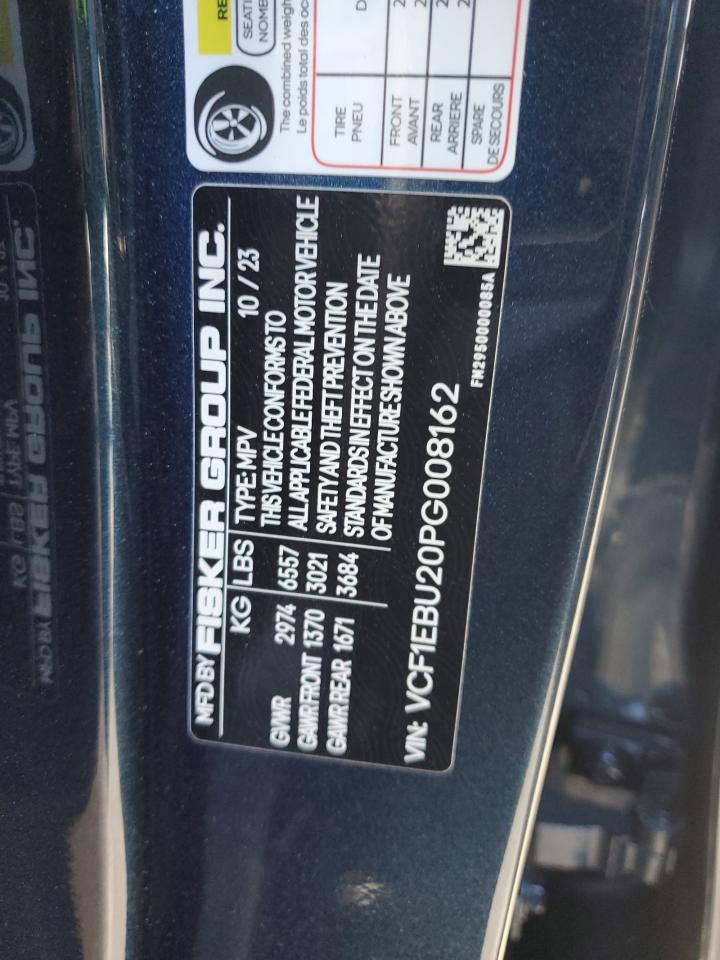 MFD BY FISKER GROUP INC.
KG LBS TYPE: MPV 10 / 23
GVWR 2974 6557 THIS VEHICLE CONFORMS TO
GAWR FRONT 1370 3021 ALL APPLICABLE FEDERAL MOTOR VEHICLE
GAWR REAR 1671 3684 SAFETY AND THEFT PREVENTION
STANDARDS IN EFFECT ON THE DATE
OF MANUFACTURE SHOWN ABOVE
VIN: VCF1EBU20PG008162
FM2950000085A
The combined weigh
Le poids total des oc
TIRE
PNEU
FRONT
AVANT
REAR
ARRIERE
SPARE
DE SECOURS